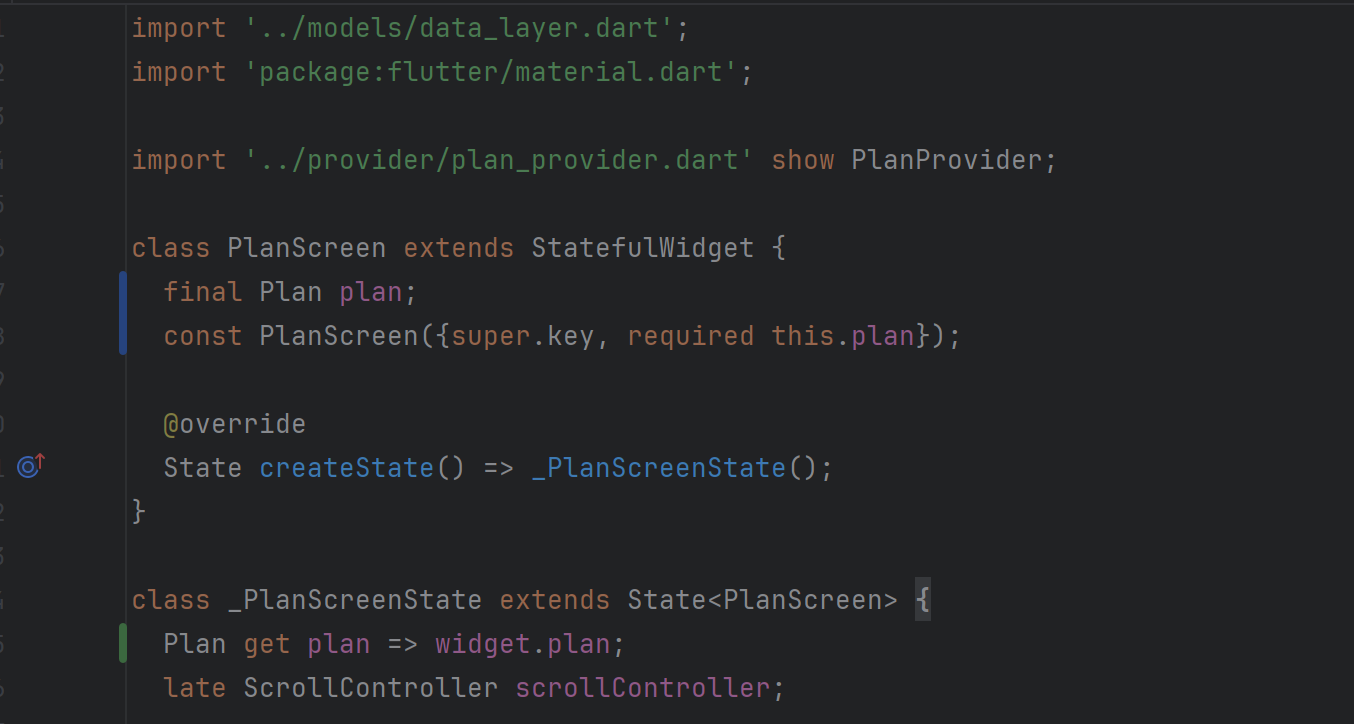 import '../models/data_layer.dart';
import 'package:flutter/material.dart';
import '../provider/plan_provider.dart' show PlanProvider;
class PlanScreen extends StatefulWidget {
final Plan plan;
const PlanScreen({super.key, required this.plan});
@override
State createState() => _PlanScreenState();
}
class _PlanScreenState extends State<PlanScreen> {
Plan get plan => widget.plan;
late ScrollController scrollController;